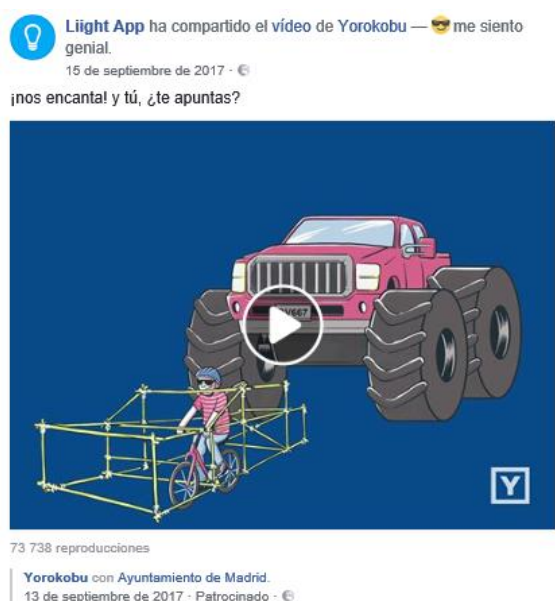 Liight App ha compartido el vídeo de Yorokobu — 😎 me siento
genial.
15 de septiembre de 2017 ·
¡nos encanta! y tú, ¿te apuntas?
Y
73 738 reproducciones
Yorokobu con Ayuntamiento de Madrid.
13 de septiembre de 2017 · Patrocinado ·